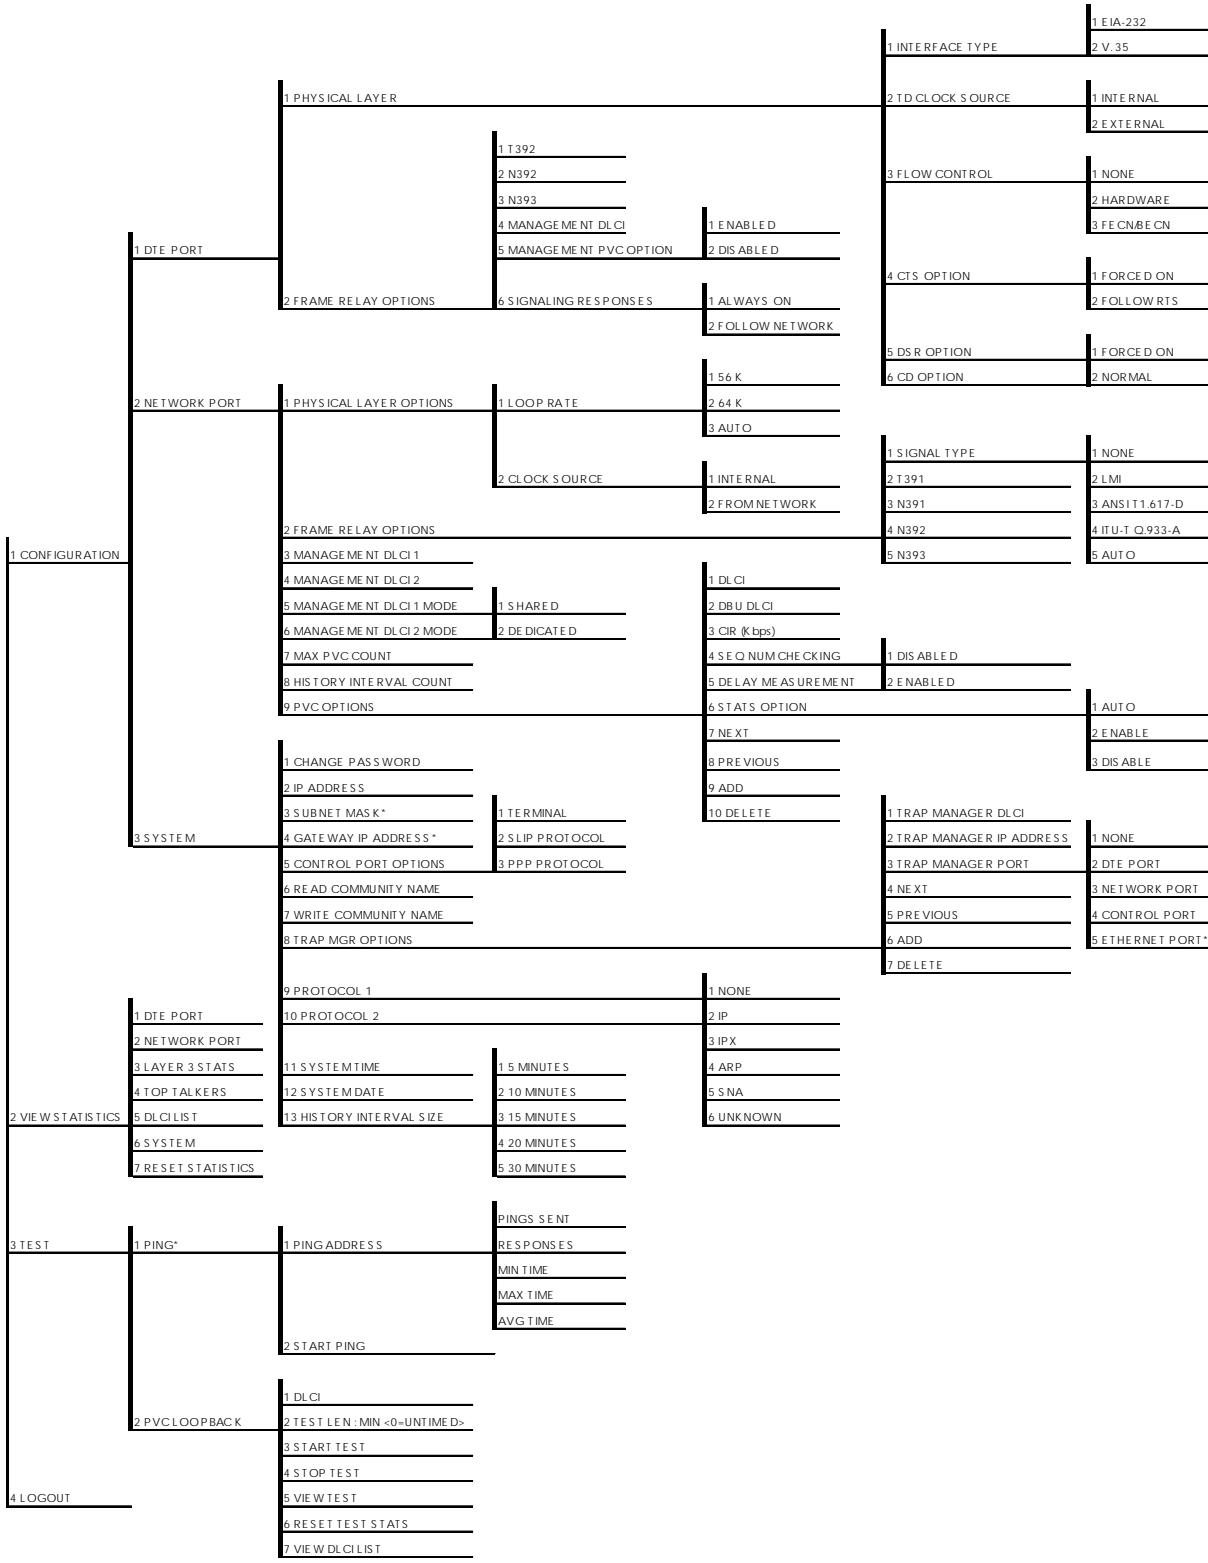 1 EIA-232
1 INTERFACE TYPE
2 V.35
1 PHYSICAL LAYER
2 TD CLOCK SOURCE
1 INTERNAL
2 EXTERNAL
1 T392
2 N392
3 FLOW CONTROL
1 NONE
3 N393
2 HARDWARE
4 MANAGEMENT DLCI
1 ENABLED
3 FECN/BECN
1 DTE PORT
5 MANAGEMENT PVC OPTION
2 DISABLED
4 CTS OPTION
1 FORCED ON
2 FRAME RELAY OPTIONS
6 SIGNALING RESPONSES
1 ALWAYS ON
2 FOLLOW RTS
2 FOLLOW NETWORK
5 DSR OPTION
1 FORCED ON
1 56 K
6 CD OPTION
2 NORMAL
2 NETWORK PORT
1 PHYSICAL LAYER OPTIONS
1 LOOP RATE
2 64 K
3 AUTO
1 SIGNAL TYPE
1 NONE
2 CLOCK SOURCE
1 INTERNAL
2 T391
2 LMI
2 FROM NETWORK
3 N391
3 ANSI T1.617-D
2 FRAME RELAY OPTIONS
4 N392
4 ITU-T Q.933-A
1 CONFIGURATION
3 MANAGEMENT DLCI 1
5 N393
5 AUTO
4 MANAGEMENT DLCI 2
1 DLCI
5 MANAGEMENT DLCI 1 MODE
1 SHARED
2 DBU DLCI
6 MANAGEMENT DLCI 2 MODE
2 DEDICATED
3 CIR (Kbps)
7 MAX PVC COUNT
4 SEQ NUM CHECKING
1 DISABLED
8 HISTORY INTERVAL COUNT
5 DELAY MEASUREMENT
2 ENABLED
9 PVC OPTIONS
6 STATS OPTION
1 AUTO
7 NEXT
2 ENABLE
1 CHANGE PASSWORD
8 PREVIOUS
3 DISABLE
2 IP ADDRESS
9 ADD
3 SUBNET MASK*
1 TERMINAL
10 DELETE
1 TRAP MANAGER DLCI
3 SYSTEM
4 GATEWAY IP ADDRESS*
2 SLIP PROTOCOL
2 TRAP MANAGER IP ADDRESS
1 NONE
5 CONTROL PORT OPTIONS
3 PPP PROTOCOL
3 TRAP MANAGER PORT
2 DTE PORT
6 READ COMMUNITY NAME
4 NEXT
3 NETWORK PORT
7 WRITE COMMUNITY NAME
5 PREVIOUS
4 CONTROL PORT
8 TRAP MGR OPTIONS
6 ADD
5 ETHERNET PORT*
7 DELETE
9 PROTOCOL 1
1 NONE
1 DTE PORT
10 PROTOCOL 2
2 IP
2 NETWORK PORT
3 IPX
3 LAYER 3 STATS
11 SYSTEM TIME
1 5 MINUTES
4 ARP
4 TOP TALKERS
12 SYSTEM DATE
2 10 MINUTES
5 SNA
2 VIEW STATISTICS
5 DLCI LIST
13 HISTORY INTERVAL SIZE
3 15 MINUTES
6 UNKNOWN
6 SYSTEM
4 20 MINUTES
7 RESET STATISTICS
5 30 MINUTES
PINGS SENT
3 TEST
1 PING*
1 PING ADDRESS
RESPONSES
MIN TIME
MAX TIME
AVG TIME
2 START PING
1 DLCI
2 PVC LOOPBACK
2 TEST LEN : MIN <0=UNTIMED>
3 START TEST
4 STOP TEST
4 LOGOUT
5 VIEW TEST
6 RESET TEST STATS
7 VIEW DLCI LIST